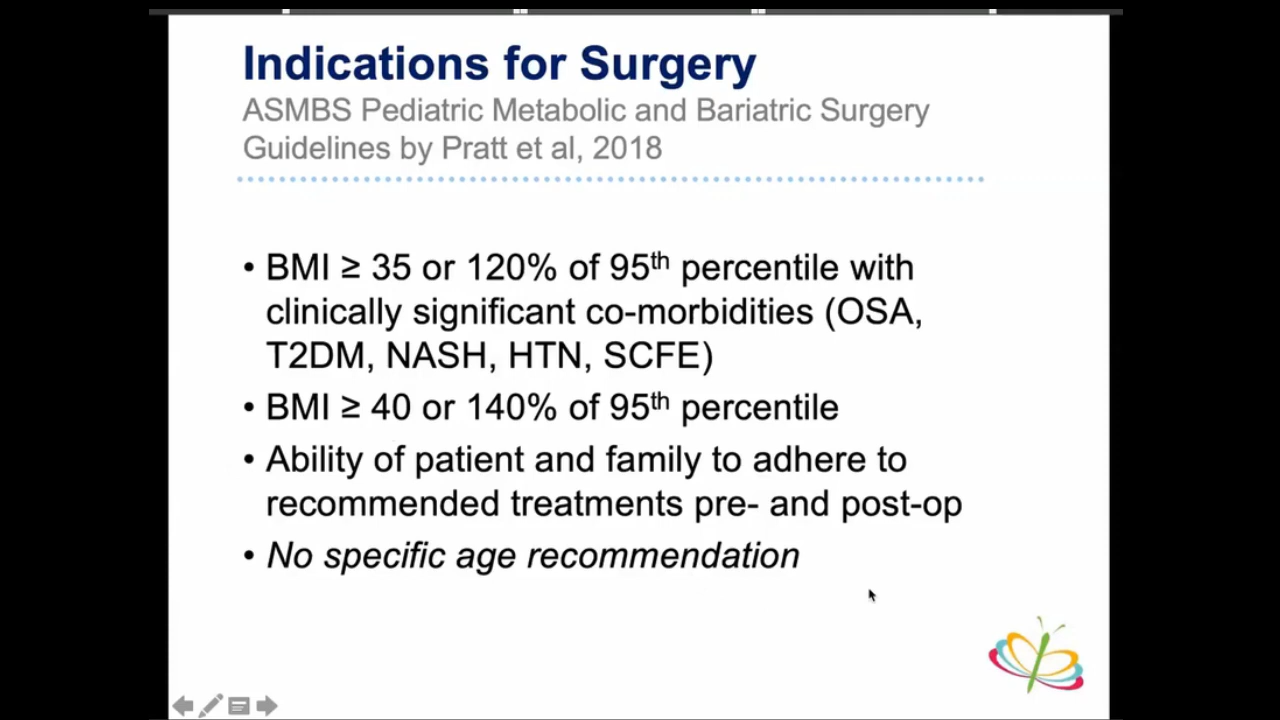 Indications for Surgery
ASMBS Pediatric Metabolic and Bariatric Surgery
Guidelines by Pratt et al, 2018
• BMI ≥ 35 or 120% of 95th percentile with
clinically significant co-morbidities (OSA,
T2DM, NASH, HTN, SCFE)
• BMI ≥ 40 or 140% of 95th percentile
• Ability of patient and family to adhere to
recommended treatments pre- and post-op
• No specific age recommendation